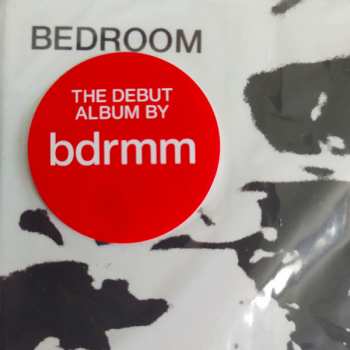 BEDROOM
THE DEBUT
ALBUM BY
bdrmm